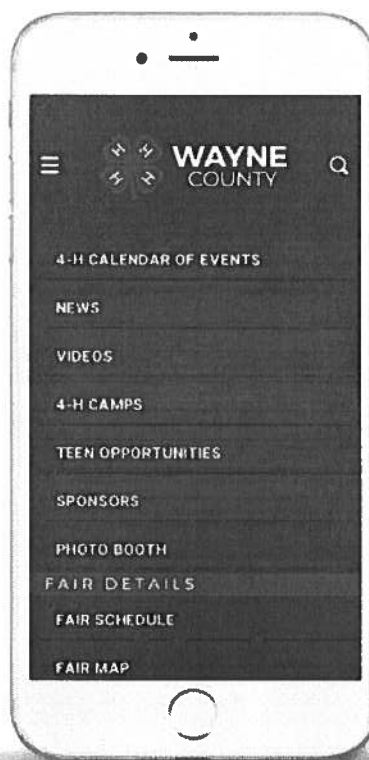 H H
H H
WAYNE
COUNTY
4-H CALENDAR OF EVENTS
NEWS
VIDEOS
4-H CAMPS
TEEN OPPORTUNITIES
SPONSORS
PHOTO BOOTH
FAIR DETAILS
FAIR SCHEDULE
FAIR MAP